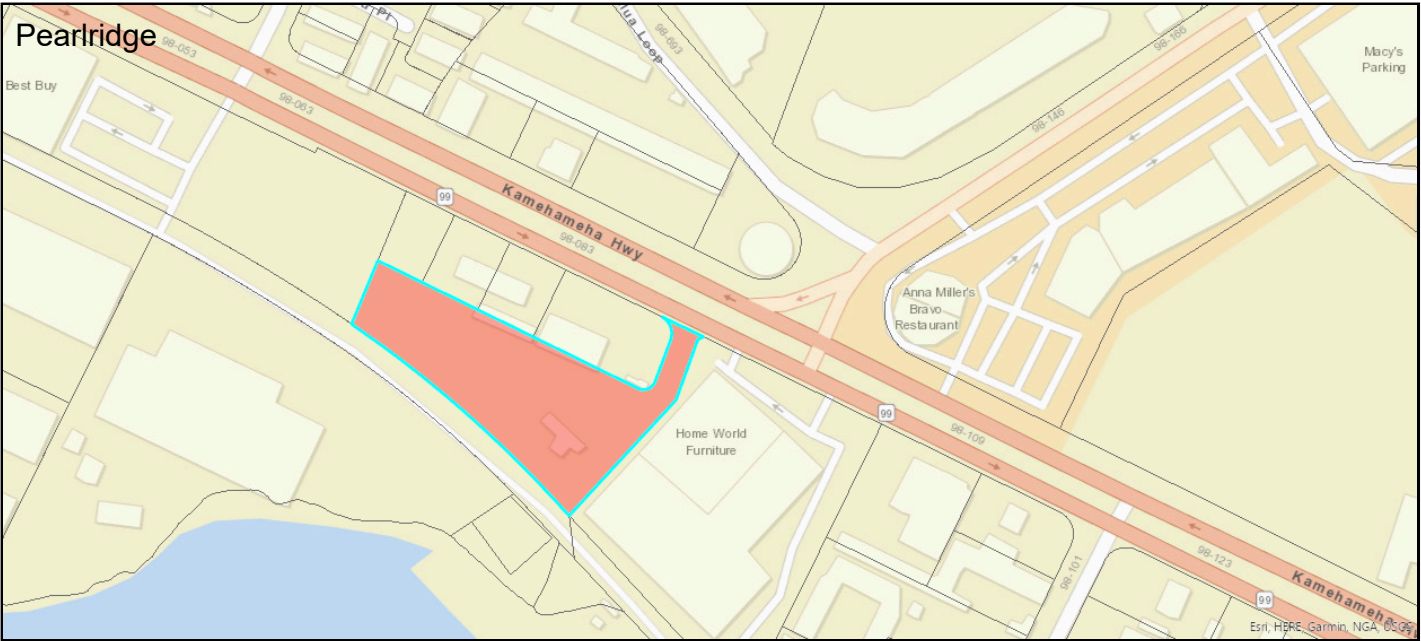 Pearlridge
Pl
98-053
lua Loop
98-093
98-166
Macy's
Parking
Best Buy
98-063
98-146
99
Kamehameha Hwy
98-083
Anna Miller's
Bravo
Restaurant
99
98-109
Home World
Furniture
98-101
98-123
99
Kamehameha
Esri, HERE, Garmin, NGA, USGS